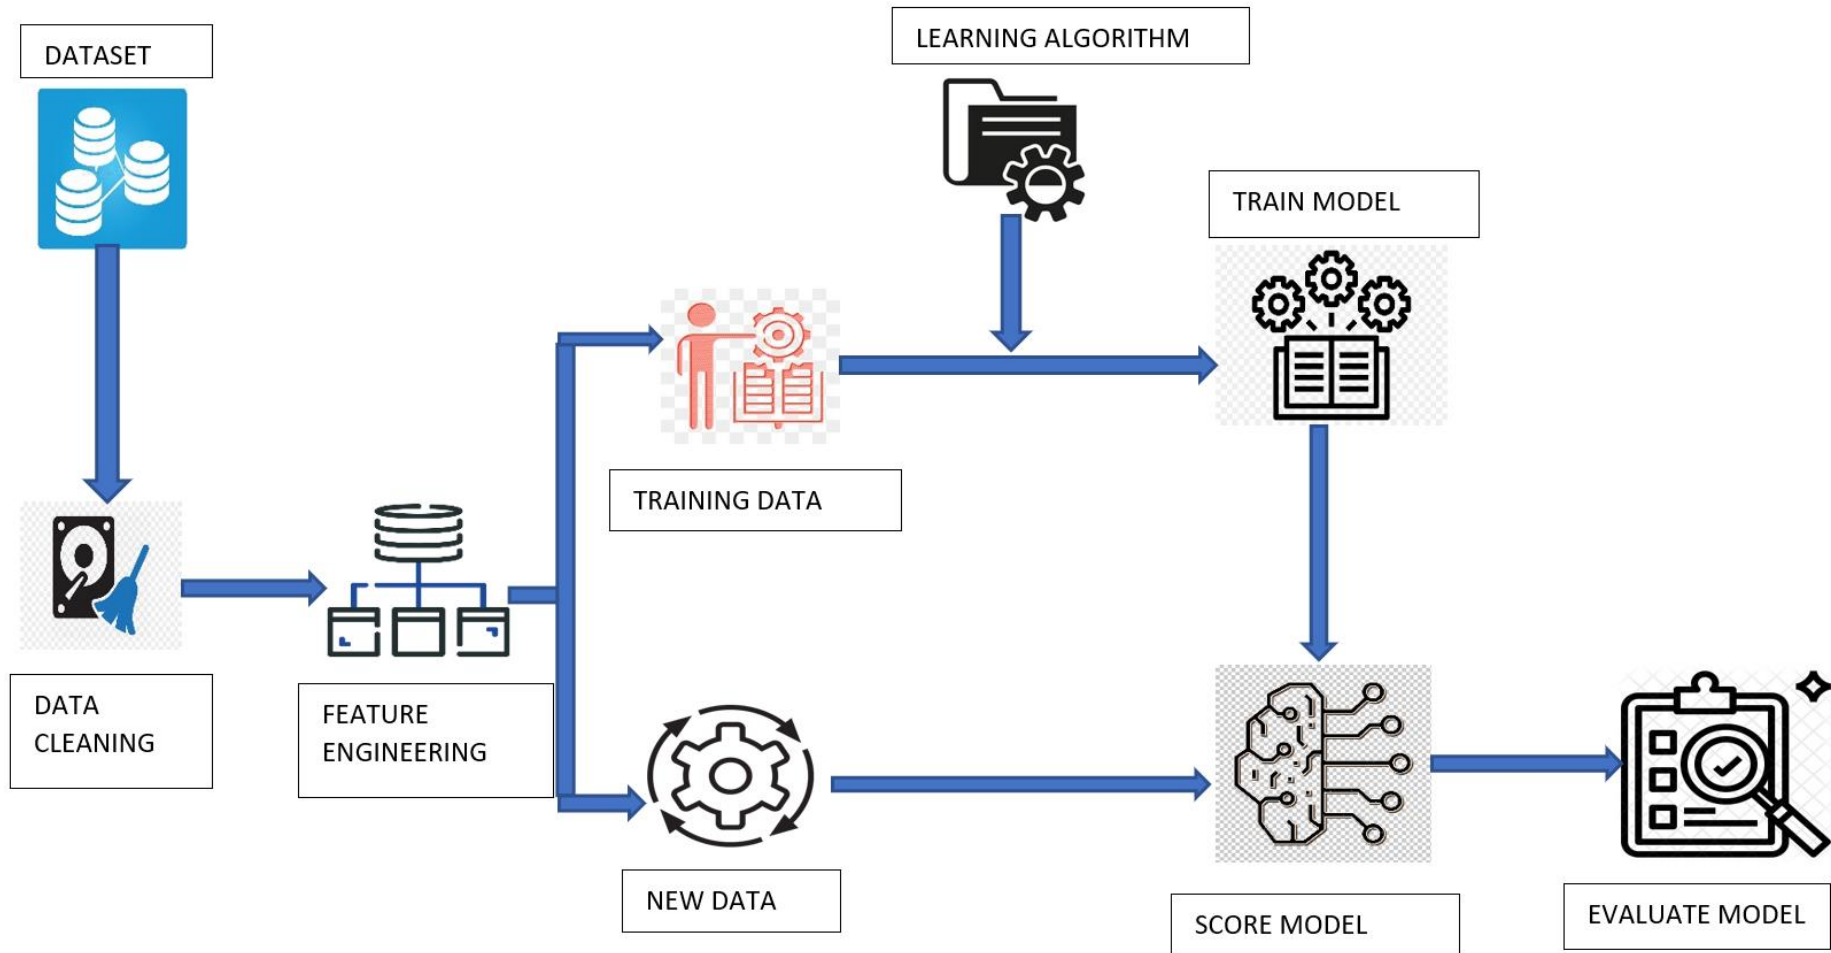 DATASET
LEARNING ALGORITHM
TRAIN MODEL
TRAINING DATA
DATA
CLEANING
FEATURE
ENGINEERING
NEW DATA
SCORE MODEL
EVALUATE MODEL